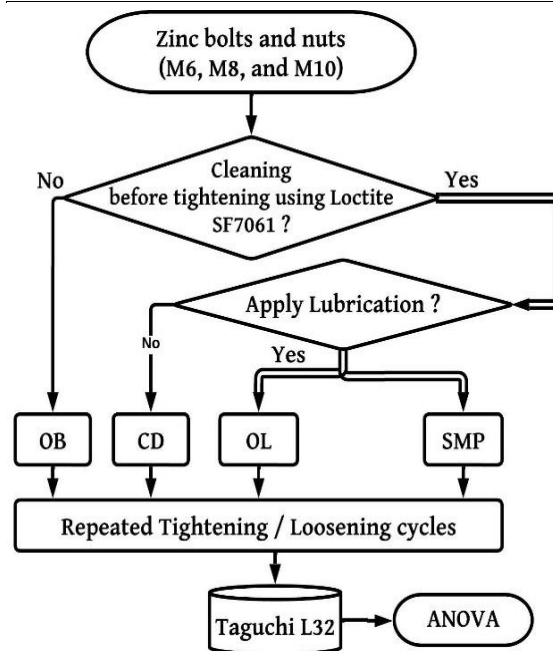 Zinc bolts and nuts
(M6, M8, and M10)
No
Cleaning
before tightening using Loctite
SF7061 ?
Yes
Apply Lubrication ?
No
Yes
OB
CD
OL
SMP
Repeated Tightening / Loosening cycles
Taguchi L32
ANOVA